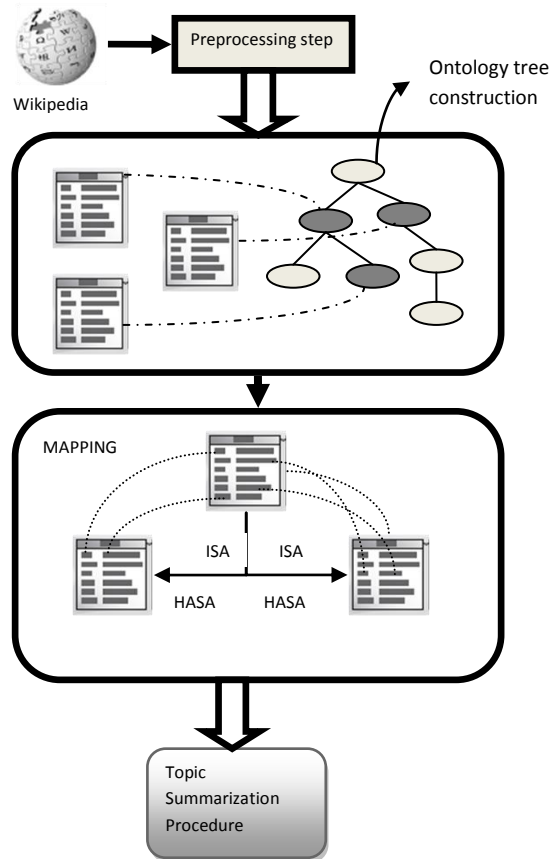 Preprocessing step
Wikipedia
Ontology tree
construction
MAPPING
ISA
ISA
HASA
HASA
Topic
Summarization
Procedure